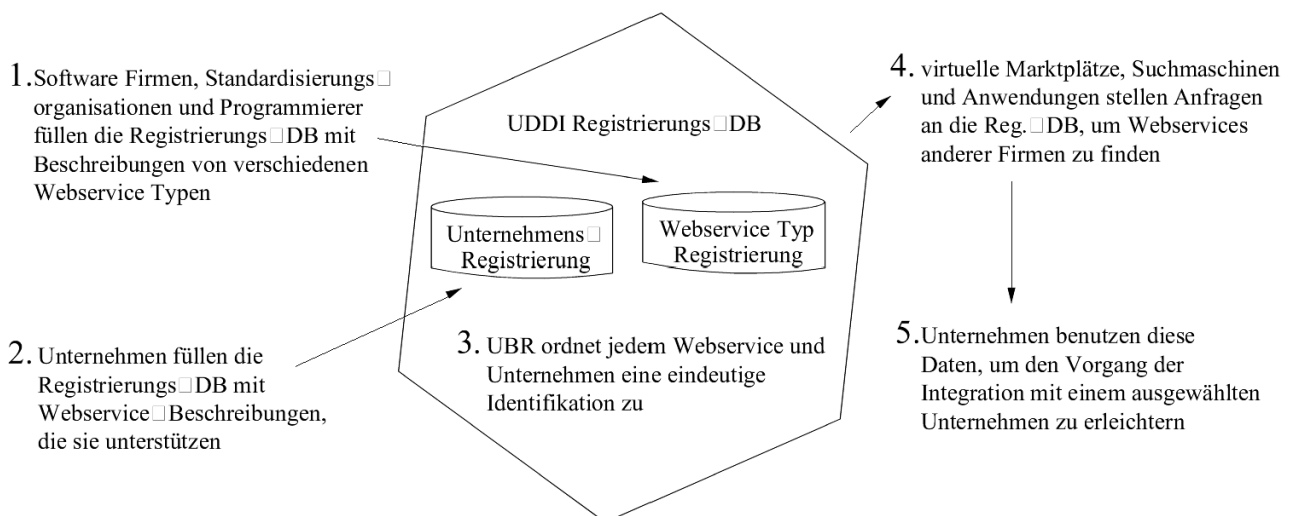 1. Software Firmen, Standardisierungs□
organisationen und Programmierer
füllen die Registrierungs□DB mit
Beschreibungen von verschiedenen
Webservice Typen
2. Unternehmen füllen die
Registrierungs□DB mit
Webservice□Beschreibungen,
die sie unterstützen
UDDI Registrierungs□DB
Unternehmens□
Registrierung
Webservice Typ
Registrierung
3. UBR ordnet jedem Webservice und
Unternehmen eine eindeutige
Identifikation zu
4. virtuelle Marktplätze, Suchmaschinen
und Anwendungen stellen Anfragen
an die Reg.□DB, um Webservices
anderer Firmen zu finden
5. Unternehmen benutzen diese
Daten, um den Vorgang der
Integration mit einem ausgewählten
Unternehmen zu erleichtern